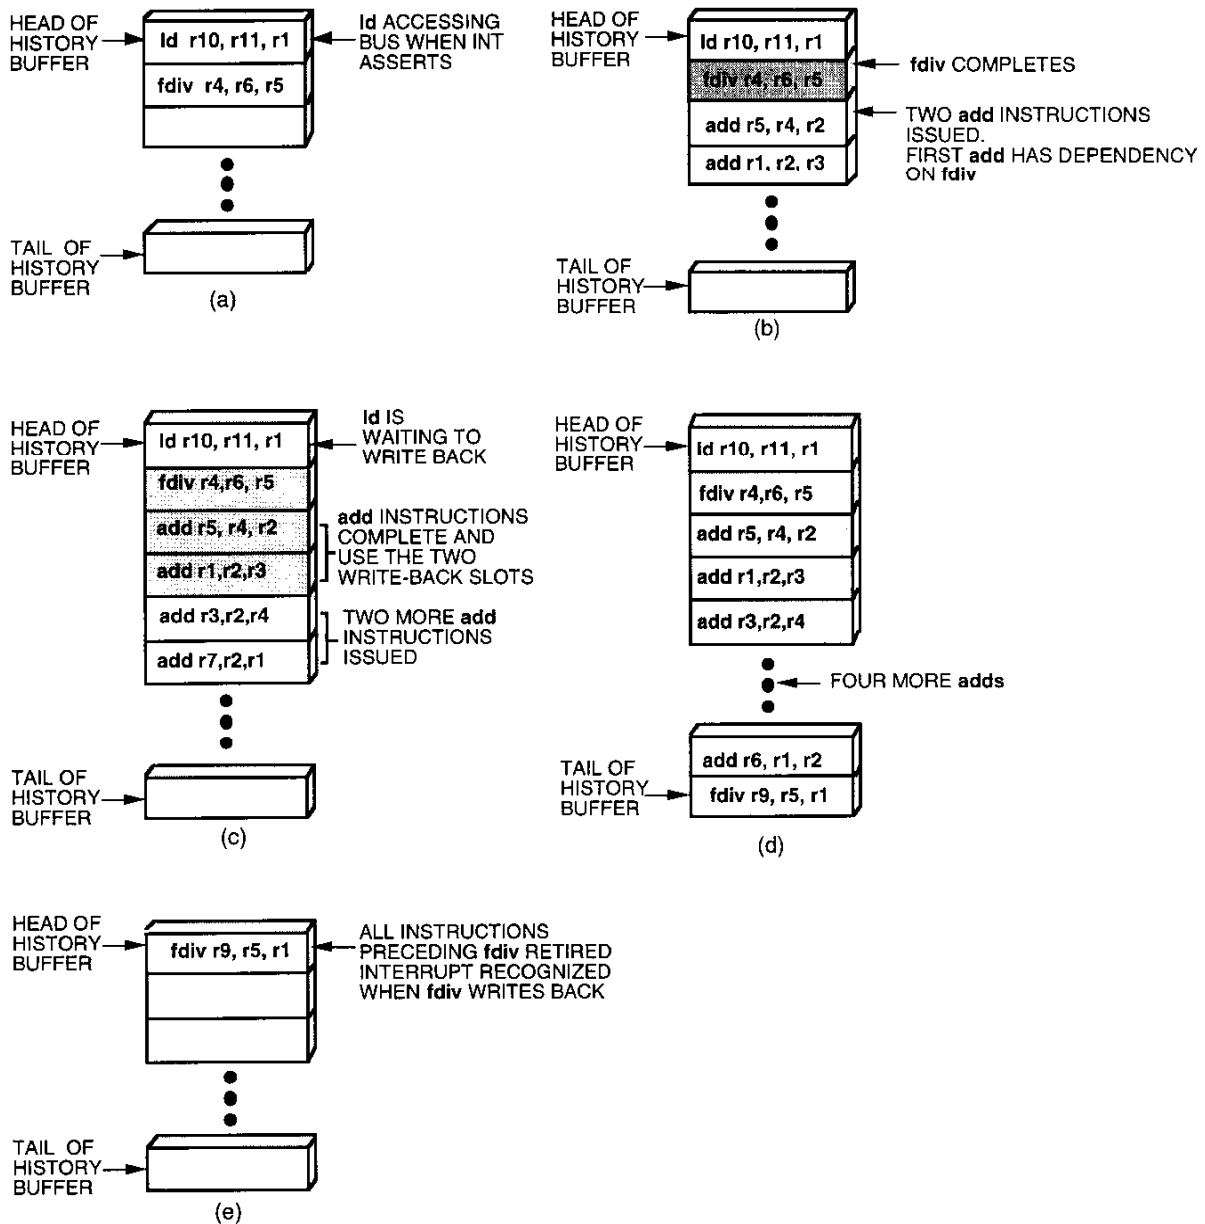 HEAD OF
HISTORY
BUFFER
ld r10, r11, r1
fdiv r4, r6, r5
ld ACCESSING
BUS WHEN INT
ASSERTS
TAIL OF
HISTORY
BUFFER
(a)
HEAD OF
HISTORY
BUFFER
ld r10, r11, r1
fdiv r4, r6, r5
add r5, r4, r2
add r1, r2, r3
fdiv COMPLETES
TWO add INSTRUCTIONS
ISSUED.
FIRST add HAS DEPENDENCY
ON fdiv
TAIL OF
HISTORY
BUFFER
(b)
HEAD OF
HISTORY
BUFFER
ld r10, r11, r1
fdiv r4,r6, r5
add r5, r4, r2
add r1,r2,r3
add r3,r2,r4
add r7,r2,r1
ld IS
WAITING TO
WRITE BACK
add INSTRUCTIONS
COMPLETE AND
USE THE TWO
WRITE-BACK SLOTS
TWO MORE add
INSTRUCTIONS
ISSUED
TAIL OF
HISTORY
BUFFER
(c)
HEAD OF
HISTORY
BUFFER
ld r10, r11, r1
fdiv r4,r6, r5
add r5, r4, r2
add r1,r2,r3
add r3,r2,r4
FOUR MORE adds
add r6, r1, r2
fdiv r9, r5, r1
TAIL OF
HISTORY
BUFFER
(d)
HEAD OF
HISTORY
BUFFER
fdiv r9, r5, r1
ALL INSTRUCTIONS
PRECEDING fdiv RETIRED
INTERRUPT RECOGNIZED
WHEN fdiv WRITES BACK
TAIL OF
HISTORY
BUFFER
(e)